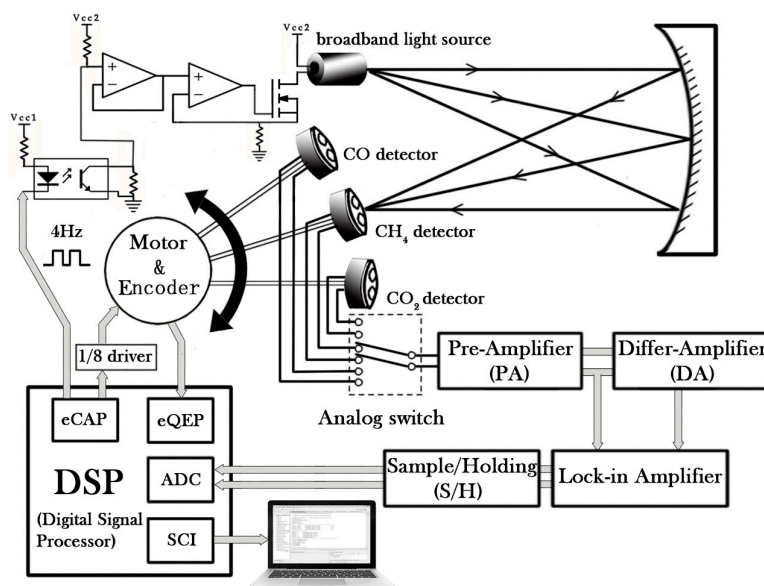 Vcc2
Vcc2
broadband light source
+
−
+
−
Vcc1
CO detector
4Hz
Motor
&
Encoder
CH4 detector
CO2 detector
1/8 driver
Pre-Amplifier
(PA)
Differ-Amplifier
(DA)
Analog switch
eCAP
eQEP
DSP
(Digital Signal
Processor)
ADC
SCI
Sample/Holding
(S/H)
Lock-in Amplifier